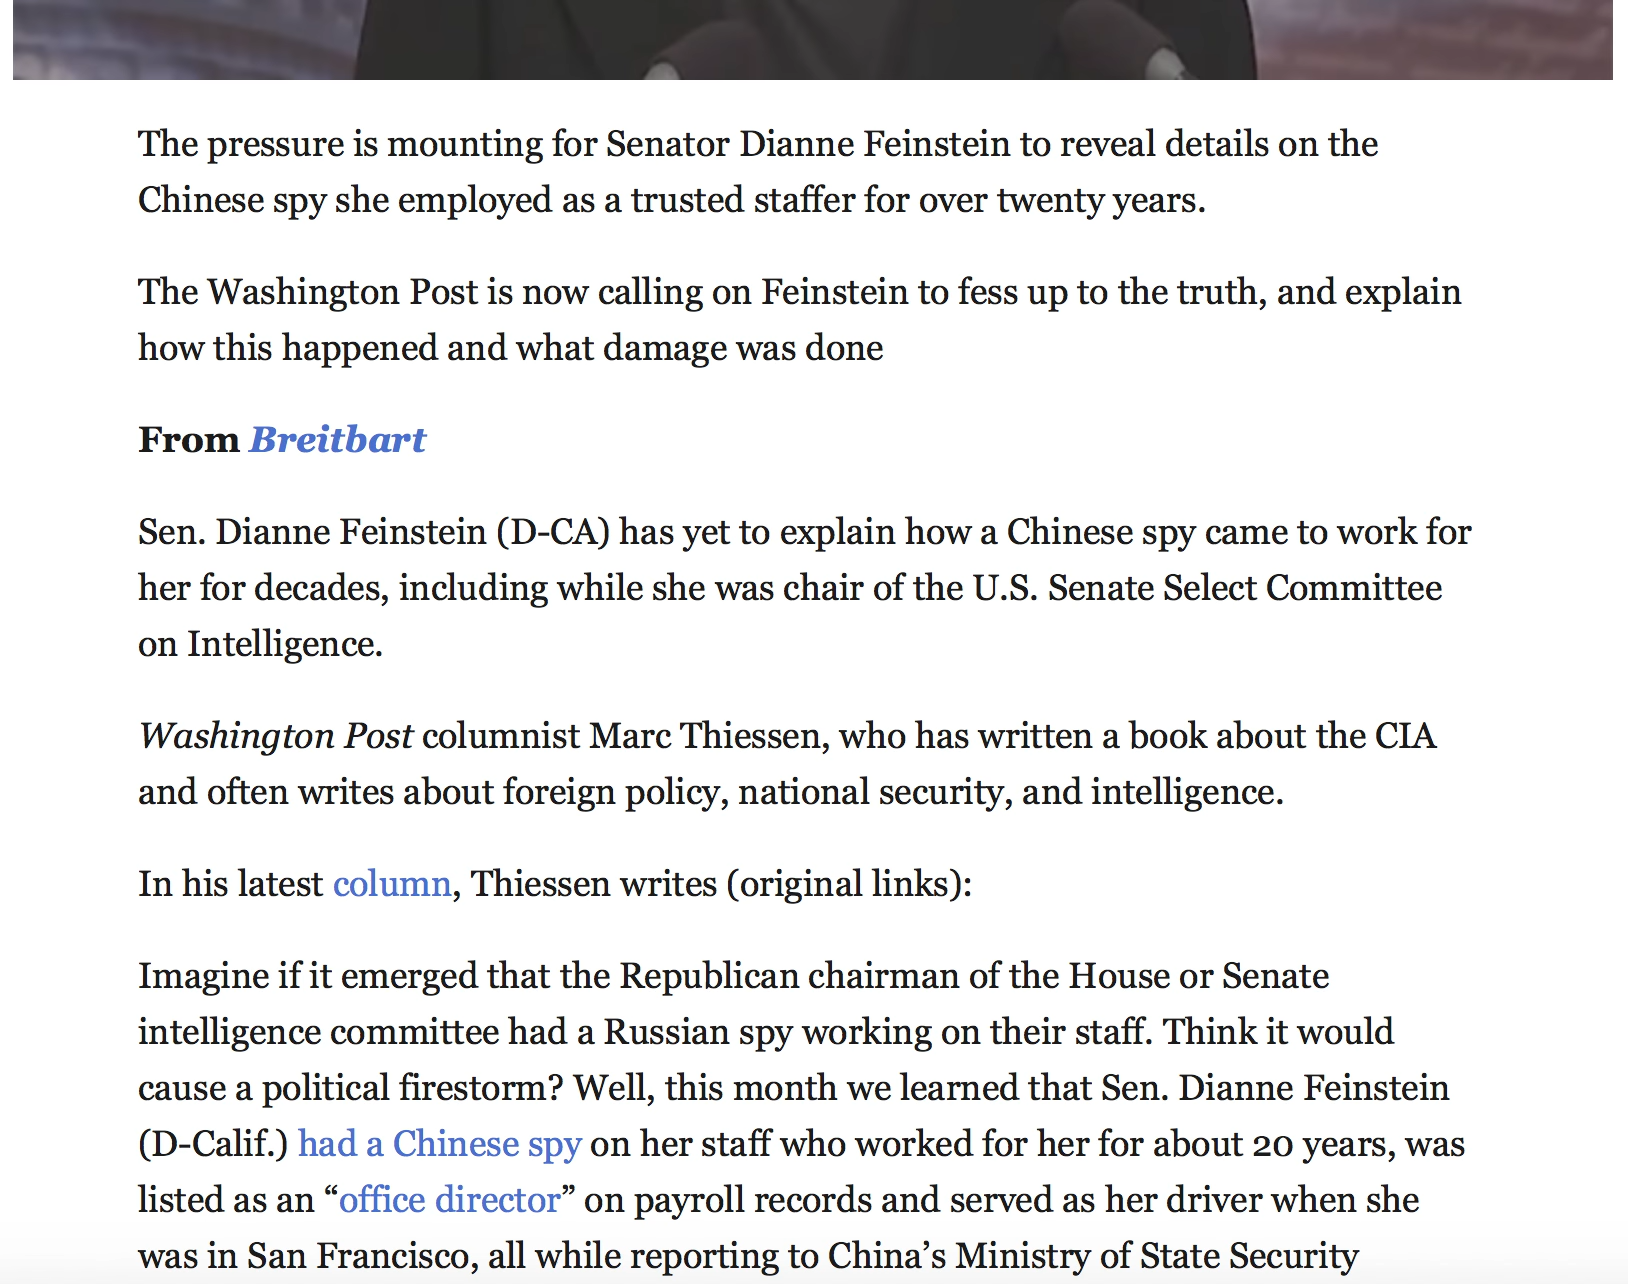 The pressure is mounting for Senator Dianne Feinstein to reveal details on the
Chinese spy she employed as a trusted staffer for over twenty years.
The Washington Post is now calling on Feinstein to fess up to the truth, and explain
how this happened and what damage was done
From Breitbart
Sen. Dianne Feinstein (D-CA) has yet to explain how a Chinese spy came to work for
her for decades, including while she was chair of the U.S. Senate Select Committee
on Intelligence.
Washington Post columnist Marc Thiessen, who has written a book about the CIA
and often writes about foreign policy, national security, and intelligence.
In his latest column, Thiessen writes (original links):
Imagine if it emerged that the Republican chairman of the House or Senate
intelligence committee had a Russian spy working on their staff. Think it would
cause a political firestorm? Well, this month we learned that Sen. Dianne Feinstein
(D-Calif.) had a Chinese spy on her staff who worked for her for about 20 years, was
listed as an “office director” on payroll records and served as her driver when she
was in San Francisco, all while reporting to China’s Ministry of State Security